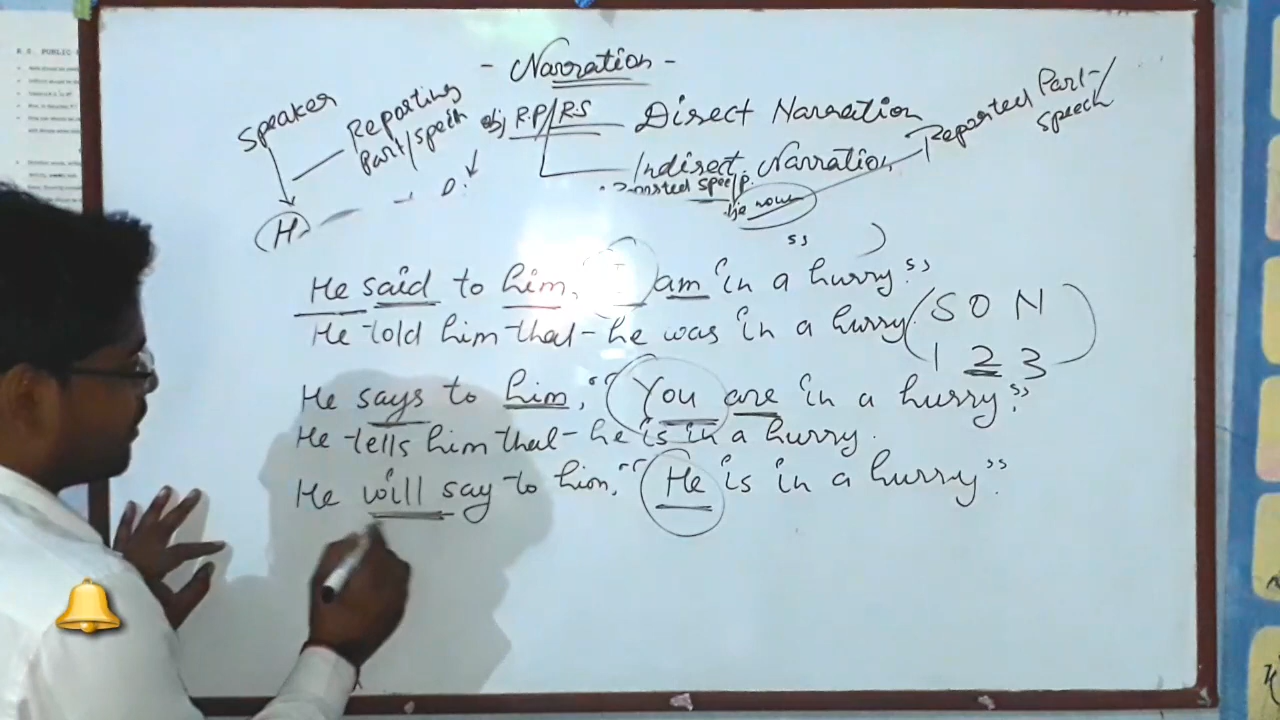 - Narration -
Speaker
Reporting
Part/speech
obj R.P/R.S
Direct Narration
Indirect Narration
Reported Part/
speech
H
O.
He said to him, "I am in a hurry."
He told him that he was in a hurry.
(S O N
1 2 3)
He says to him, "You are in a hurry."
He tells him that he is in a hurry.
He will say to him, "He is in a hurry".